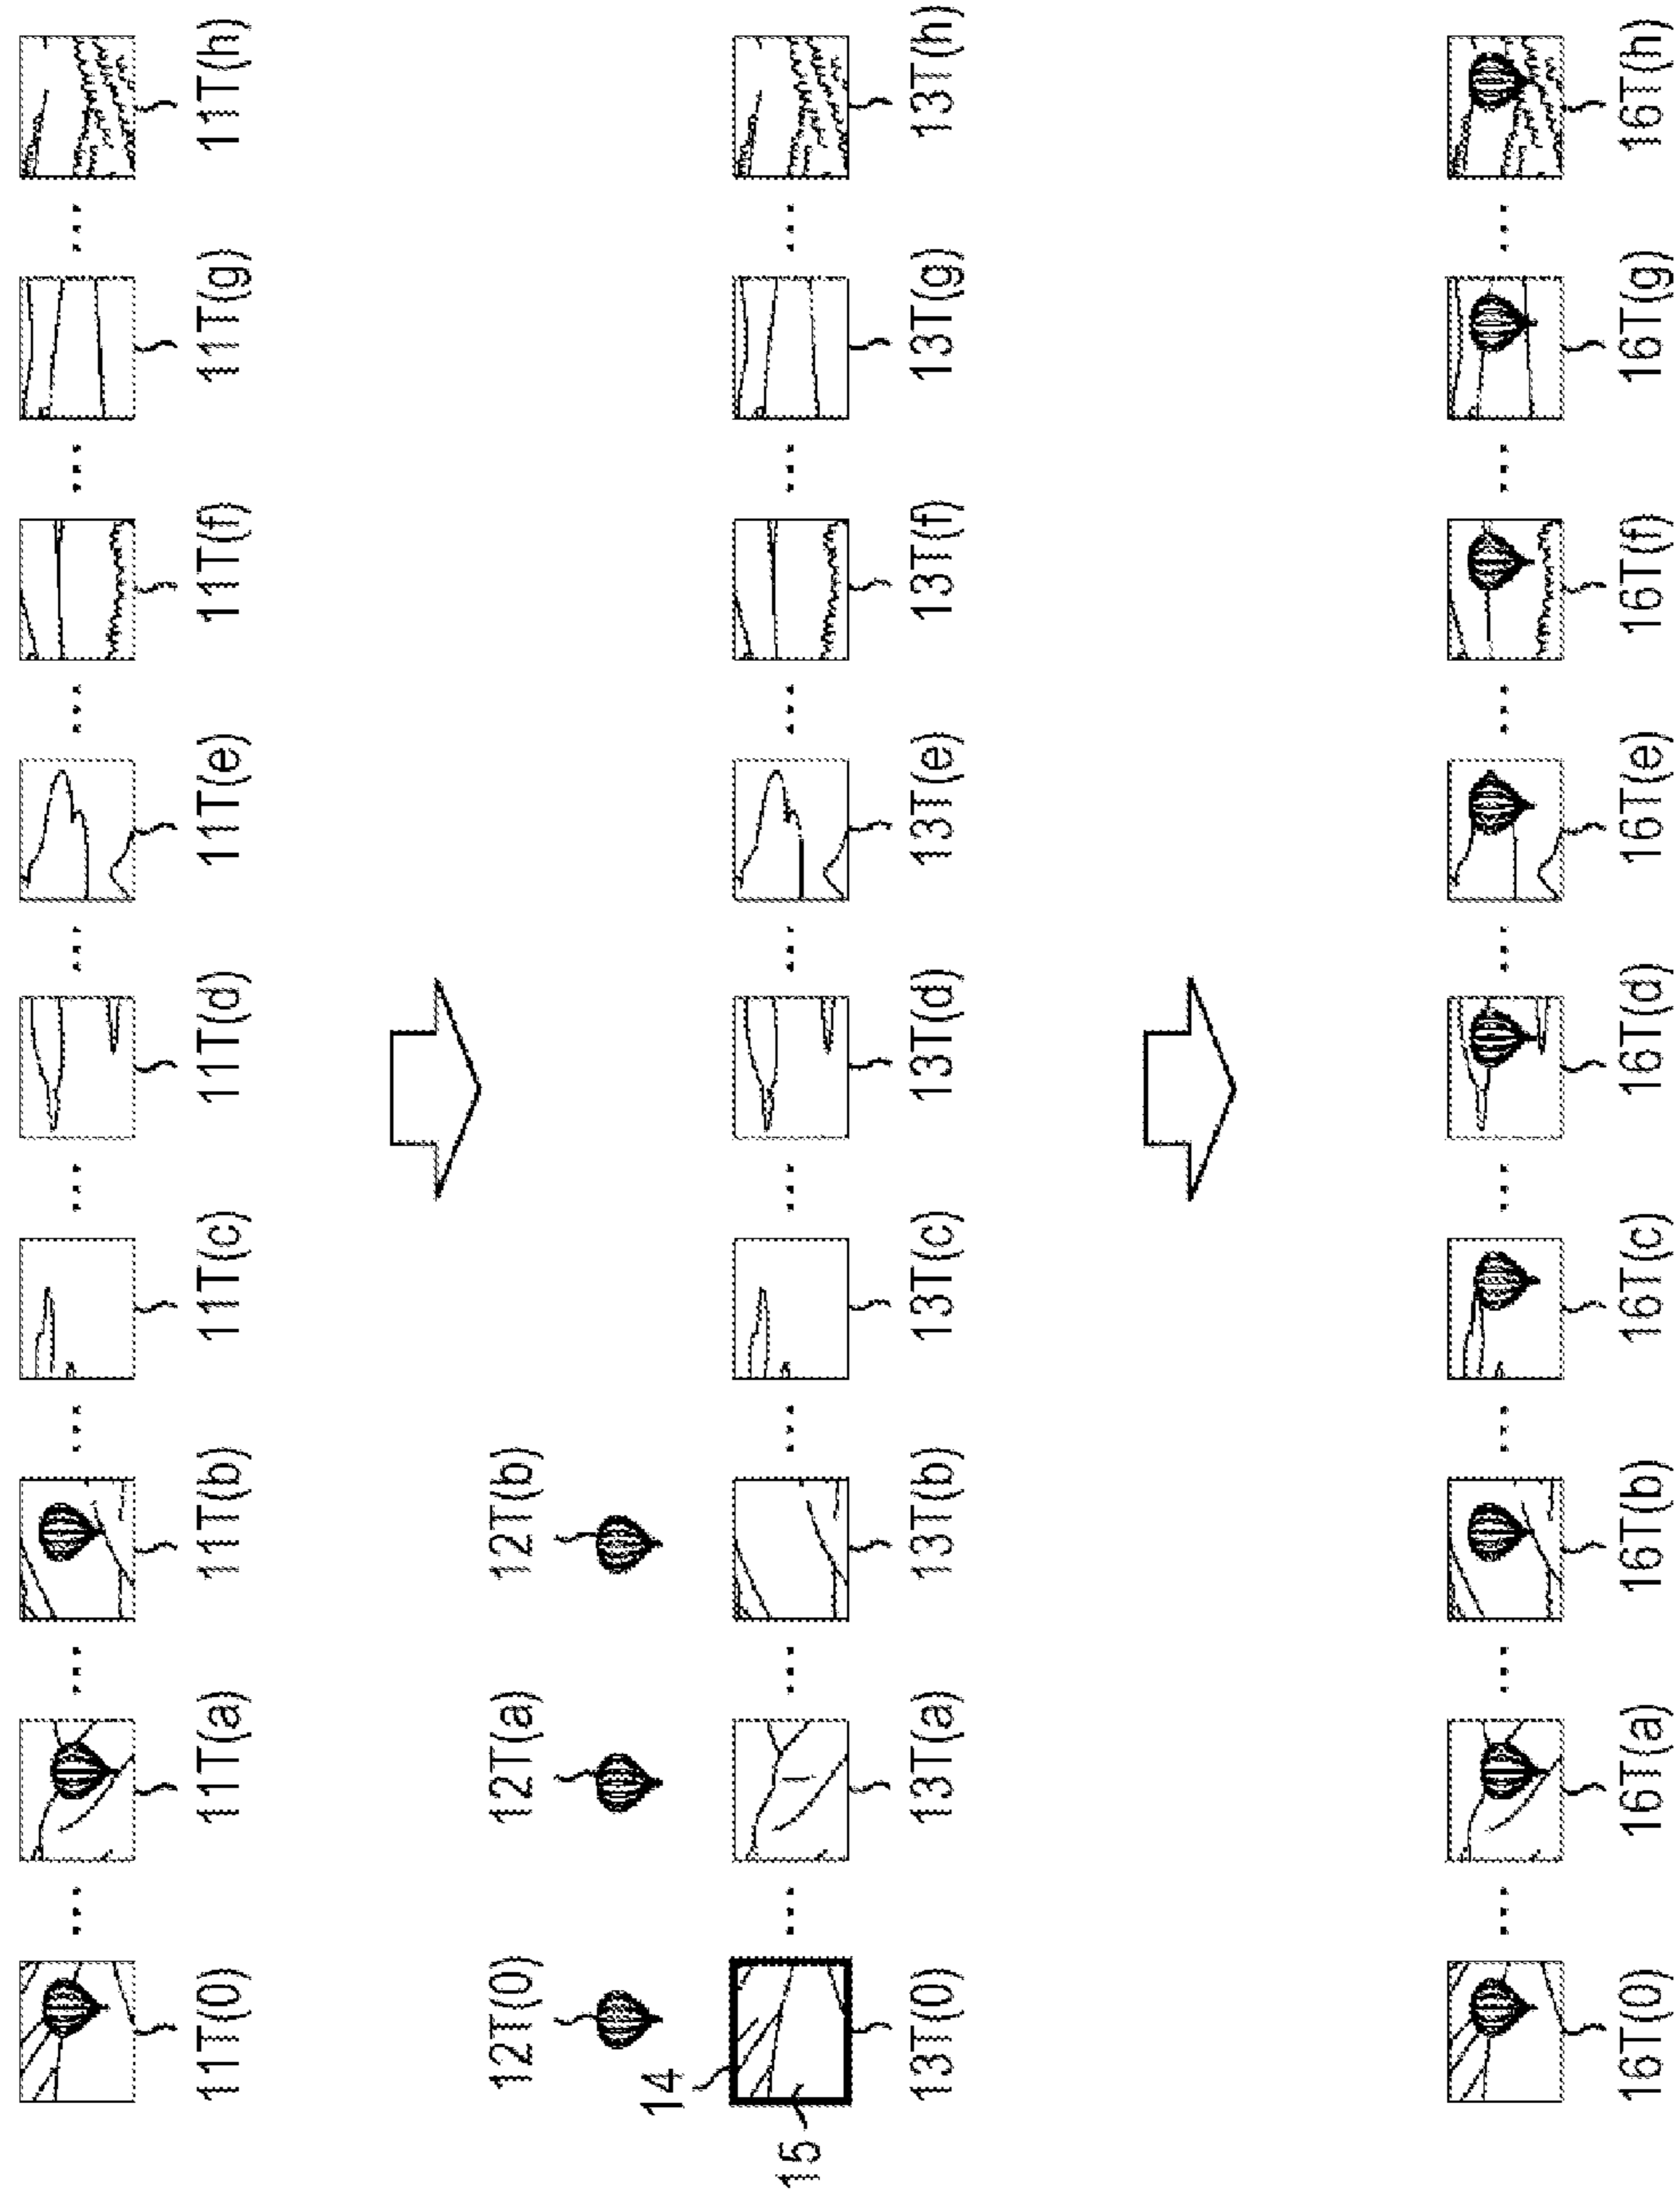 11T(0) ... 11T(a) ... 11T(b) ... 11T(c) ... 11T(d) ... 11T(e) ... 11T(f) ... 11T(g) ... 11T(h)
12T(0) 12T(a) 12T(b)
14
15
... ... ... ... ... ... ... ...
13T(0) 13T(a) 13T(b) 13T(c) 13T(d) 13T(e) 13T(f) 13T(g) 13T(h)
... ... ... ... ... ... ... ...
16T(0) 16T(a) 16T(b) 16T(c) 16T(d) 16T(e) 16T(f) 16T(g) 16T(h)